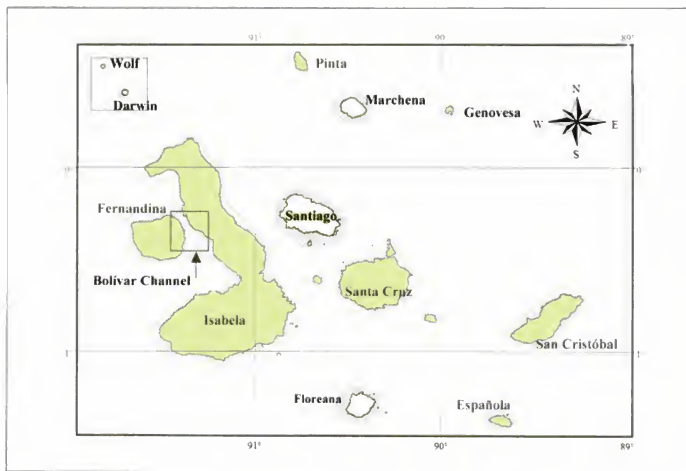 91°
90
89°
Wolf
Darwin
Pinta
Marchena
Genovesa
N
W
E
S
0°
Fernandina
Santiago
Bolívar Channel
Santa Cruz
Isabela
San Cristóbal
1
1
Floreana
Española
91°
90
89°